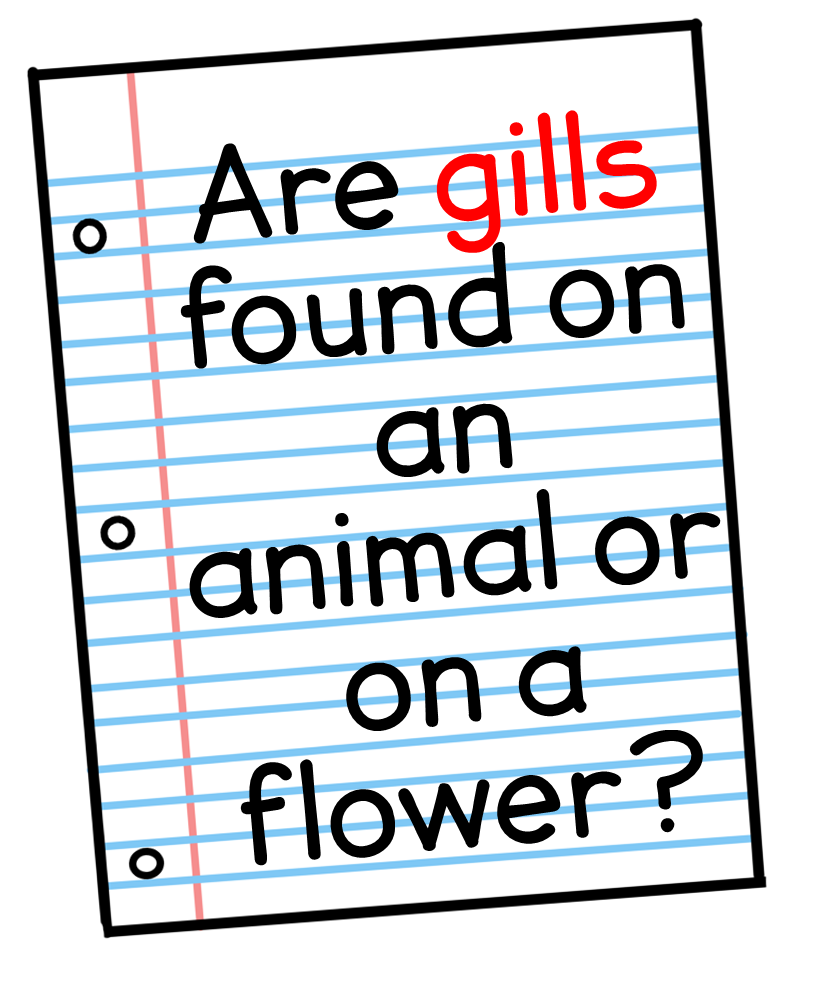 Are gills
found on
an
animal or
on a
flower?